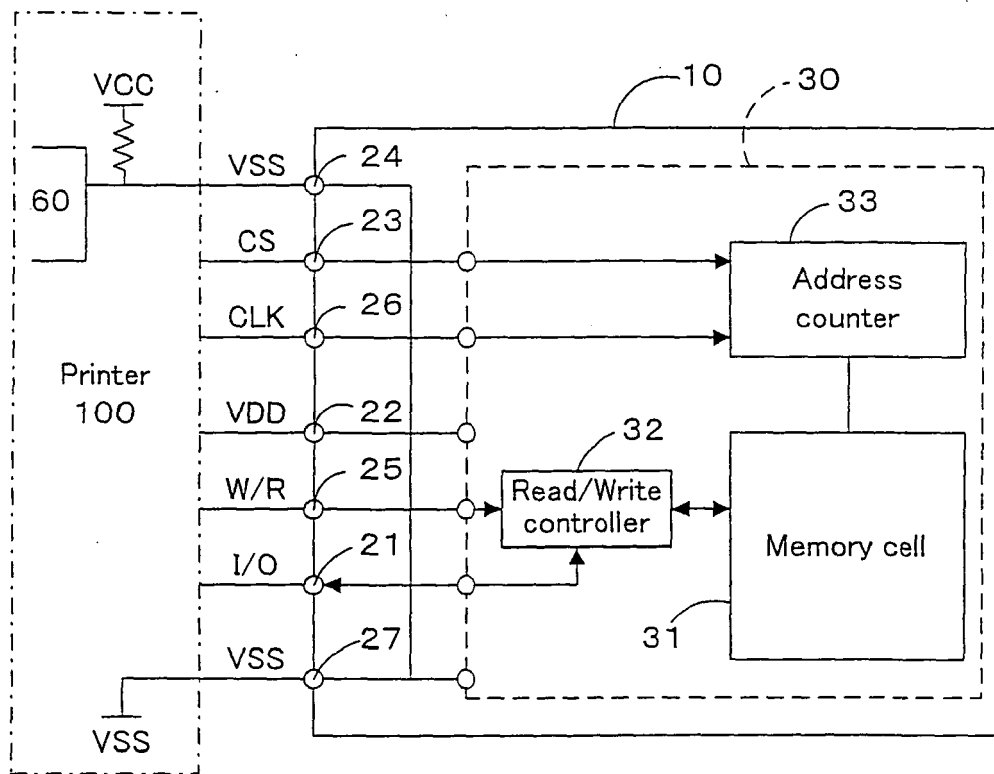 10
30
VCC
VSS
24
60
33
CS
23
Address
counter
CLK
26
Printer
100
VDD
22
32
W/R
25
Read/Write
controller
Memory cell
I/O
21
31
VSS
27
VSS